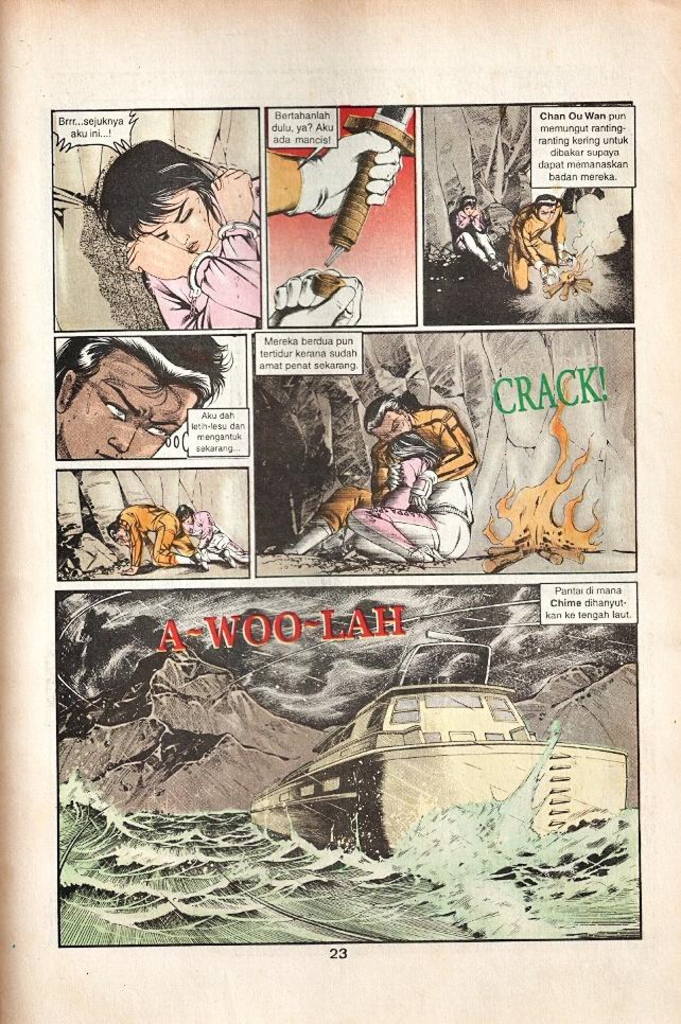 Brrr...sejuknya
aku ini...!
Bertahanlah
dulu, ya? Aku
ada mancis!
Chan Ou Wan pun
memungut ranting-
ranting kering untuk
dibakar supaya
dapat memanaskan
badan mereka.
Aku dah
letih-lesu dan
mengantuk
sekarang...
Mereka berdua pun
tertidur kerana sudah
amat penat sekarang.
CRACK!
Pantai di mana
Chime dihanyut-
kan ke tengah laut.
A~WOO~LAH
23